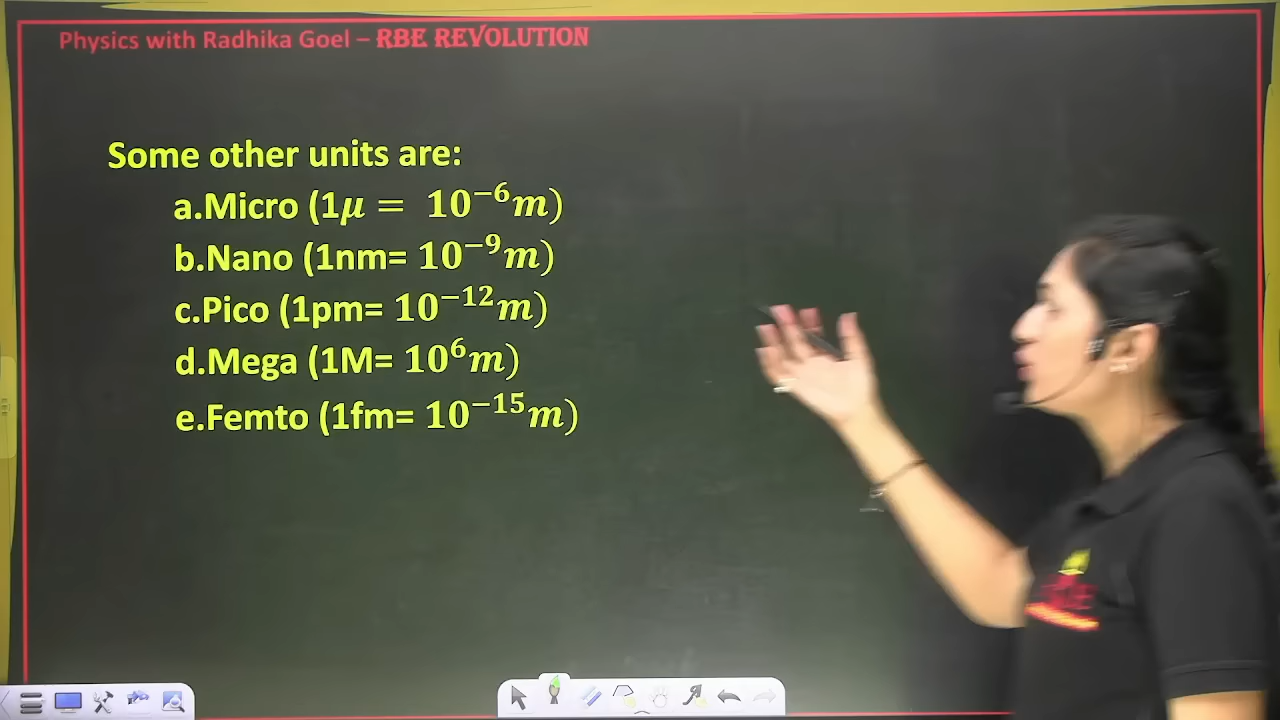 Physics with Radhika Goel – RBE REVOLUTION
Some other units are:
a.Micro (1μ = 10⁻⁶m)
b.Nano (1nm= 10⁻⁹m)
c.Pico (1pm= 10⁻¹²m)
d.Mega (1M= 10⁶m)
e.Femto (1fm= 10⁻¹⁵m)